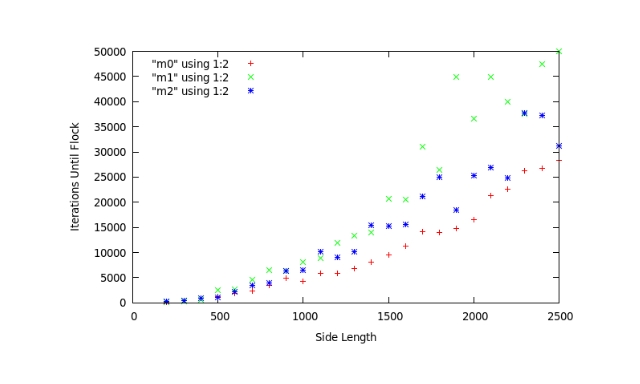 50000
45000
40000
35000
30000
25000
20000
15000
10000
5000
0
"m0" using 1:2
"m1" using 1:2
"m2" using 1:2
Iterations Until Flock
0 500 1000 1500 2000 2500
Side Length